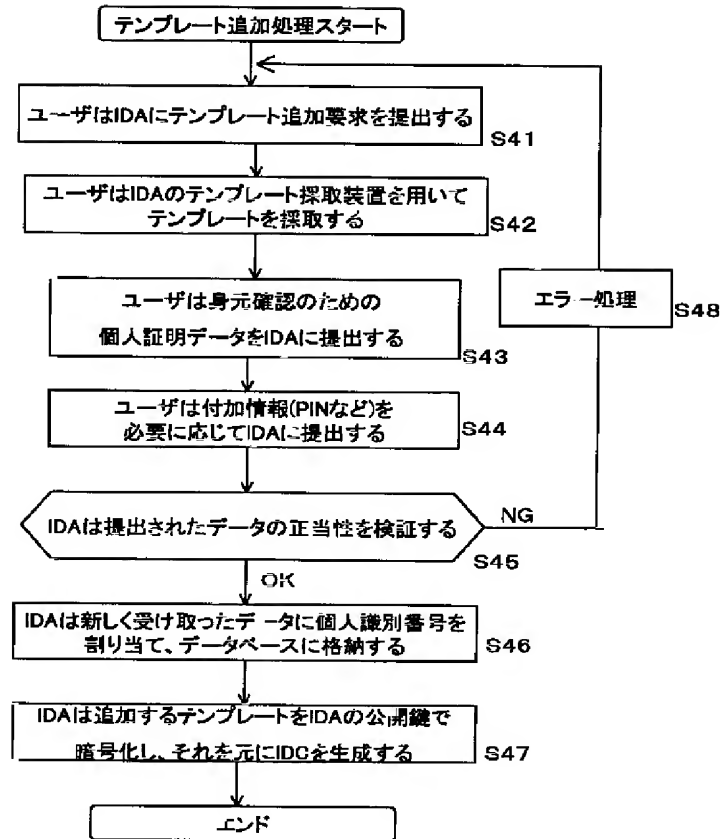 テンプレート追加処理スタート
ユーザはIDAにテンプレート追加要求を提出する
S41
ユーザはIDAのテンプレート採取装置を用いて
テンプレートを採取する
S42
ユーザは身元確認のための
個人証明データをIDAに提出する
S43
エラー処理
S48
ユーザは付加情報(PINなど)を
必要に応じてIDAに提出する
S44
IDAは提出されたデータの正当性を検証する
NG
S45
OK
IDAは新しく受け取ったデータに個人識別番号を
割り当て、データベースに格納する
S46
IDAは追加するテンプレートをIDAの公開鍵で
暗号化し、それを元にIDCを生成する
S47
エンド